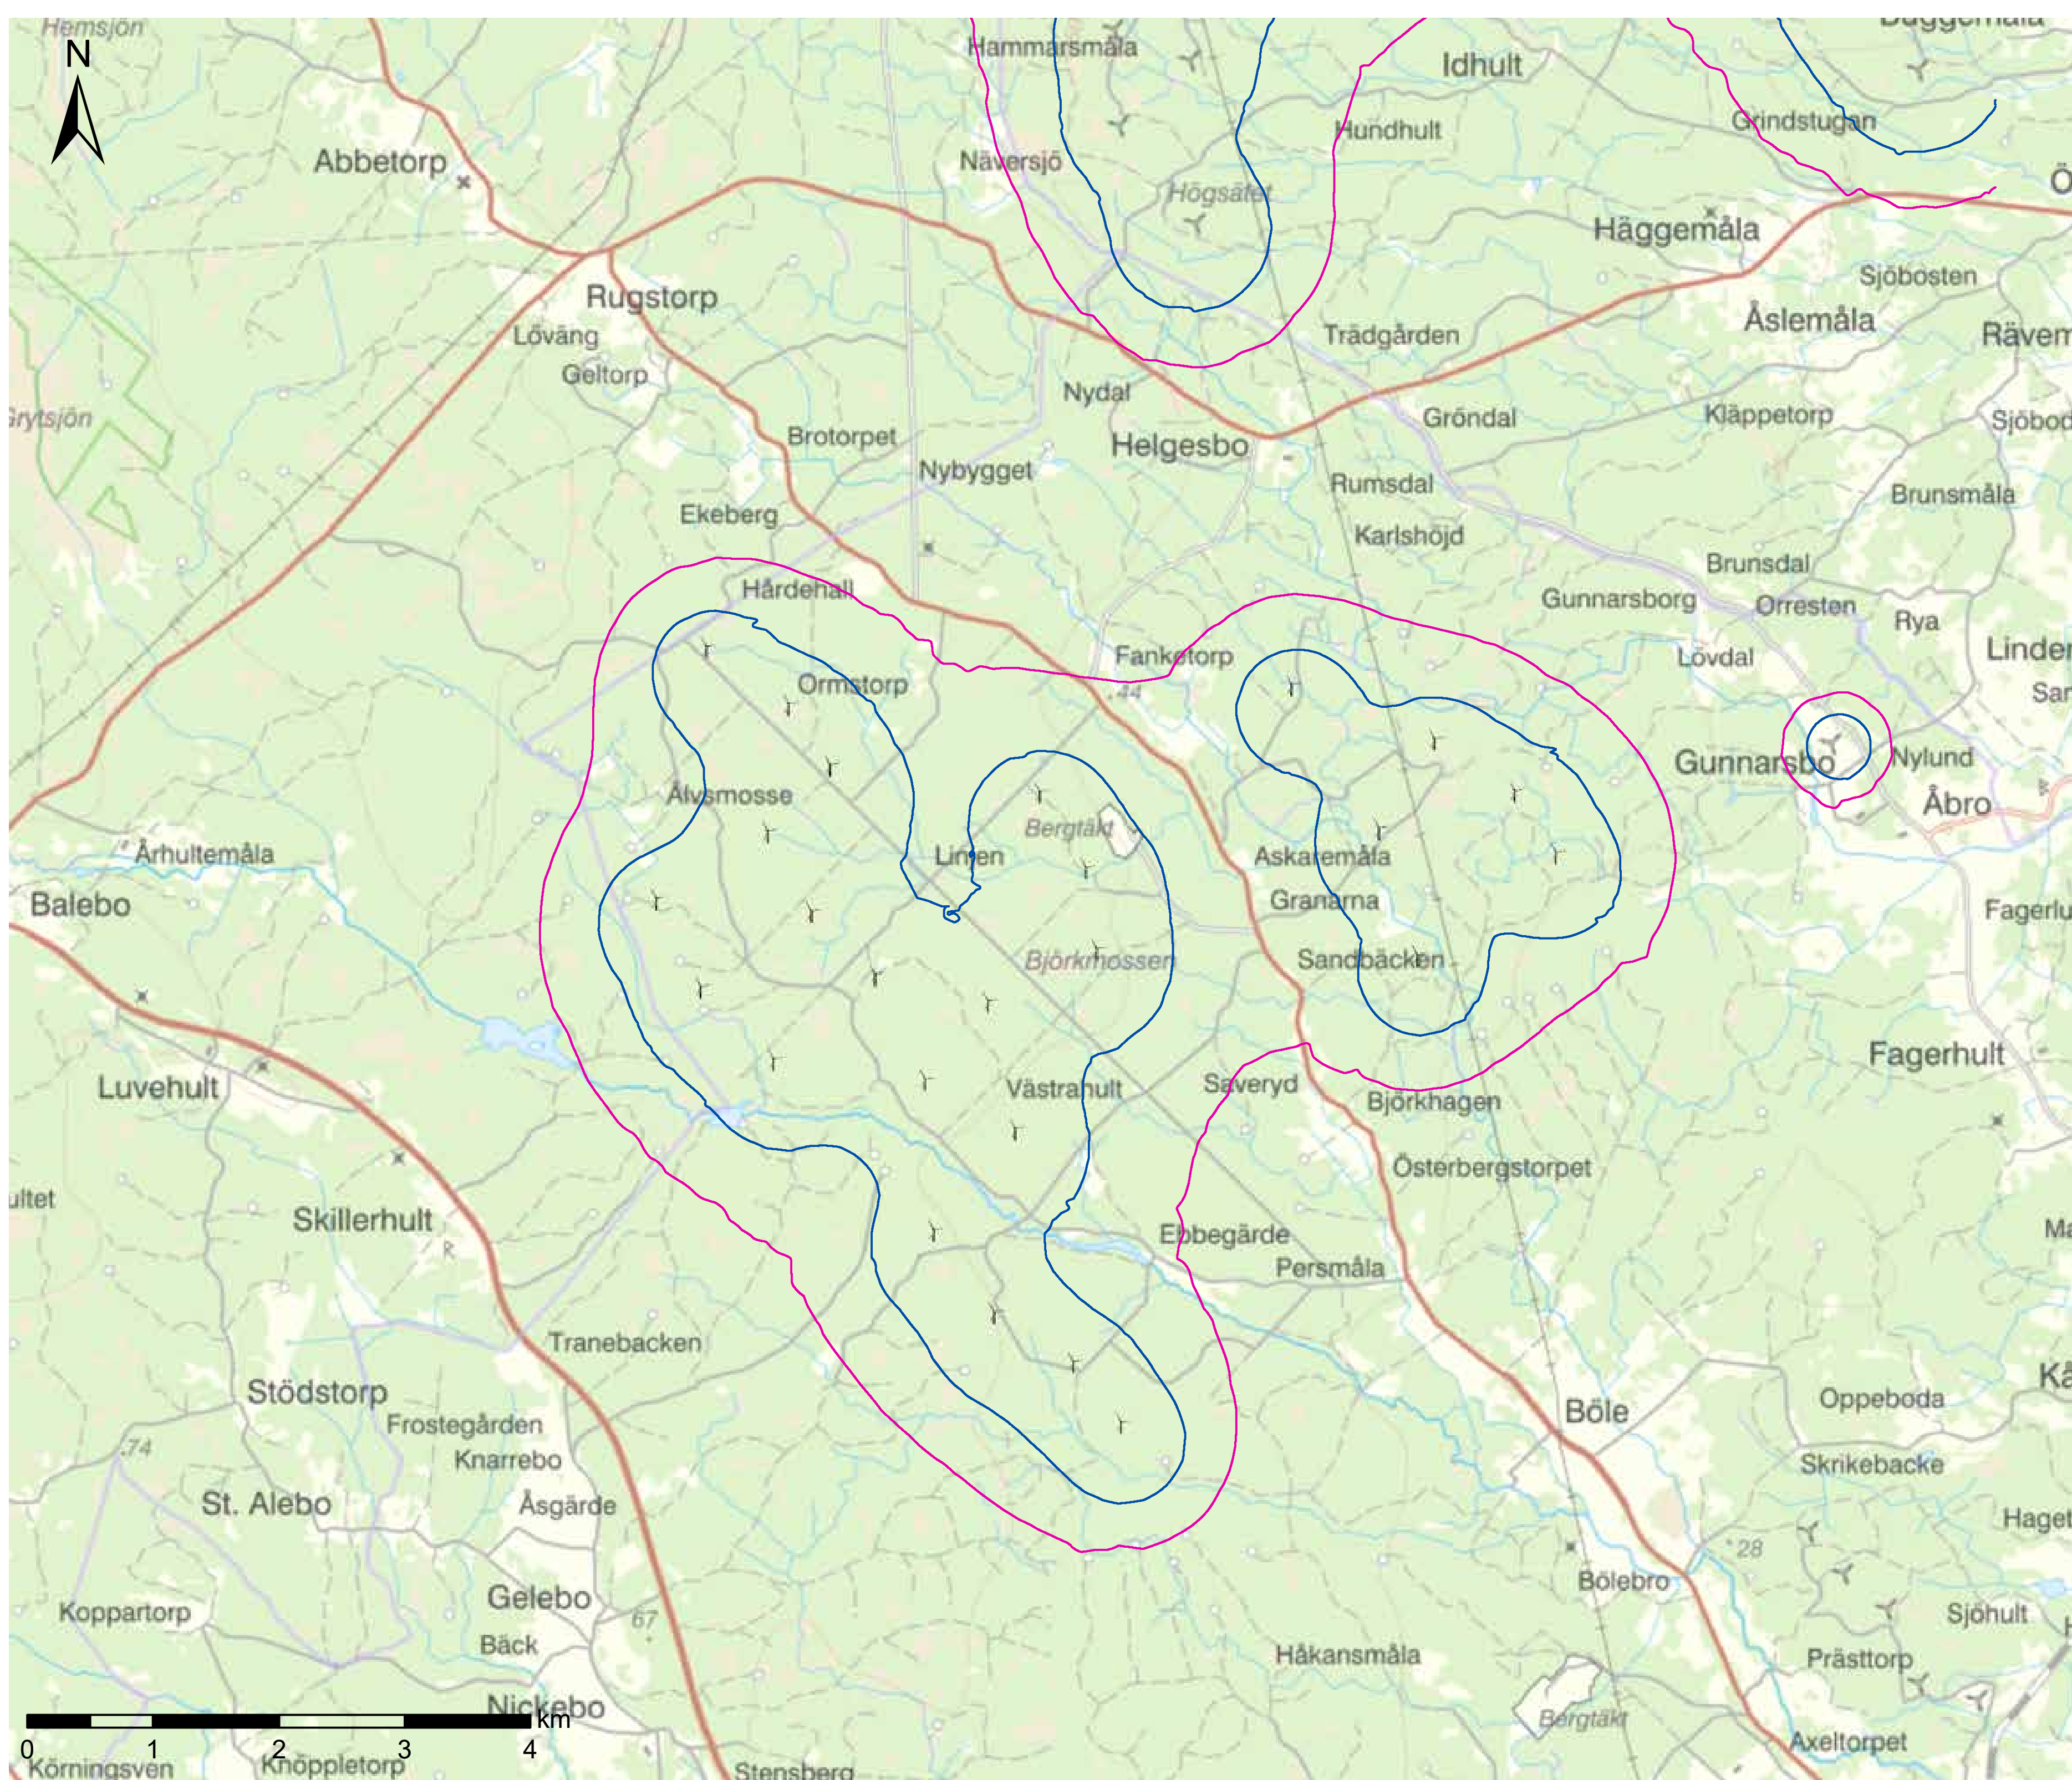 Hemsjön
N
Hammarsmåla
Idhult
Grindstugan
Hundhult
Abbetorp
Näversjö
Högsätet
Häggemåla
Sjöbosten
Rugstorp
Åslemåla
Löväng
Trädgården
Geltorp
Nydal
Grytsjön
Gröndal
Kläppetorp
Brotorpet
Helgesbo
Nybygget
Rumsdal
Brunsmåla
Ekeberg
Karlshöjd
Brunsdal
Hårdehall
Gunnarsborg
Orresten
Rya
Fanketorp
Lövdal
Ormstorp
.44
Gunnarsbo
Nylund
Älvsmosse
Åbro
Bergtäkt
Århultemåla
Linjen
Askaremåla
Balebo
Granarna
Björkmossen
Sandbäcken
Fagerhult
Luvehult
Västrahult
Saveryd
Björkhagen
Österbergstorpet
ultet
Skillerhult
Ebbegärde
Persmåla
Tranebacken
Stödstorp
Oppeboda
Böle
Frostegården
.74
Knarrebo
Skrikebacke
St. Alebo
Åsgärde
28
Bölebro
Gelebo
Koppartorp
67
Sjöhult
Bäck
Håkansmåla
Prästtorp
Nickebo
Bergtäkt
km
0 1 2 3 4
Axeltorpet
Körningsven
Knöppletorp
Stensberg